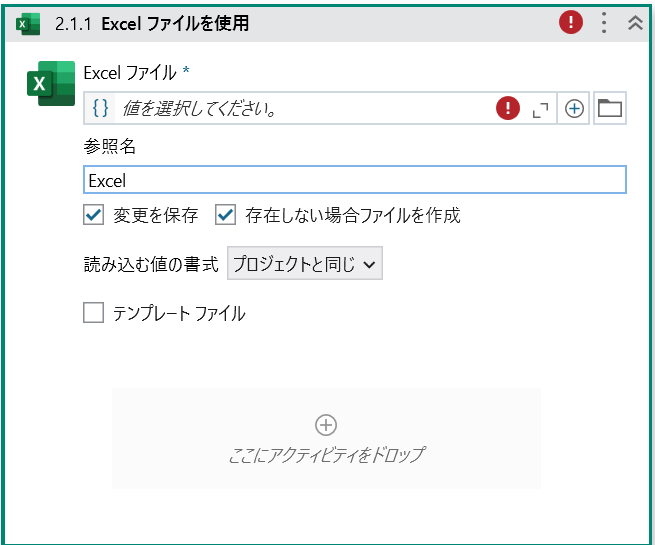 2.1.1 Excel ファイルを使用
Excel ファイル *
値を選択してください。
参照名
Excel
変更を保存 存在しない場合ファイルを作成
読み込む値の書式 プロジェクトと同じ
テンプレート ファイル
ここにアクティビティをドロップ